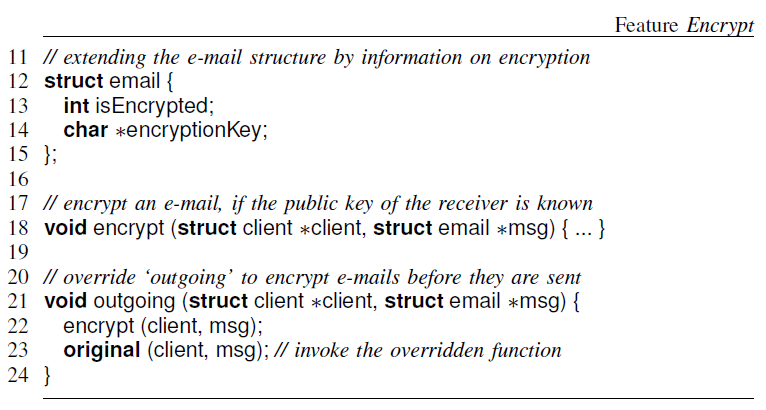 Feature Encrypt
11 // extending the e-mail structure by information on encryption
12 struct email {
13 int isEncrypted;
14 char *encryptionKey;
15 };
16
17 // encrypt an e-mail, if the public key of the receiver is known
18 void encrypt (struct client *client, struct email *msg) { ... }
19
20 // override ‘outgoing’ to encrypt e-mails before they are sent
21 void outgoing (struct client *client, struct email *msg) {
22 encrypt (client, msg);
23 original (client, msg); // invoke the overridden function
24 }